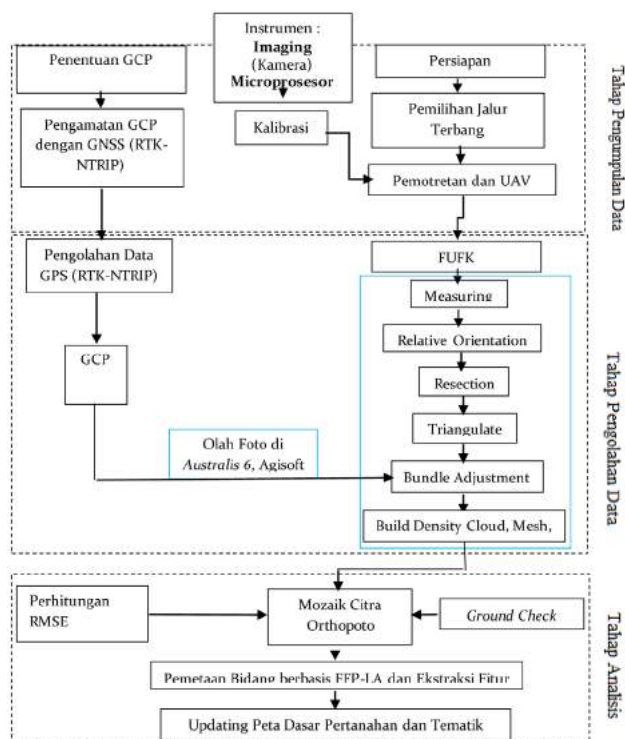 Instrumen :
Imaging
(Kamera)
Microprosesor
Penentuan GCP
Persiapan
Pengamatan GCP
dengan GNSS (RTK-
NTRIP)
Kalibrasi
Pemilihan Jalur
Terbang
Pemotretan dan UAV
Tahap Pengumpulan Data
Pengolahan Data
GPS (RTK-NTRIP)
FUFK
Measuring
Relative Orientation
GCP
Resection
Triangulate
Olah Foto di
Australis 6, Agisoft
Bundle Adjustment
Build Density Cloud, Mesh,
Tahap Pengolahan Data
Perhitungan
RMSE
Mozaik Citra
Orthopoto
Ground Check
Pemetaan Bidang berbasis FFP-LA dan Ekstraksi Fitur
Updating Peta Dasar Pertanahan dan Tematik
Tahap Analisis